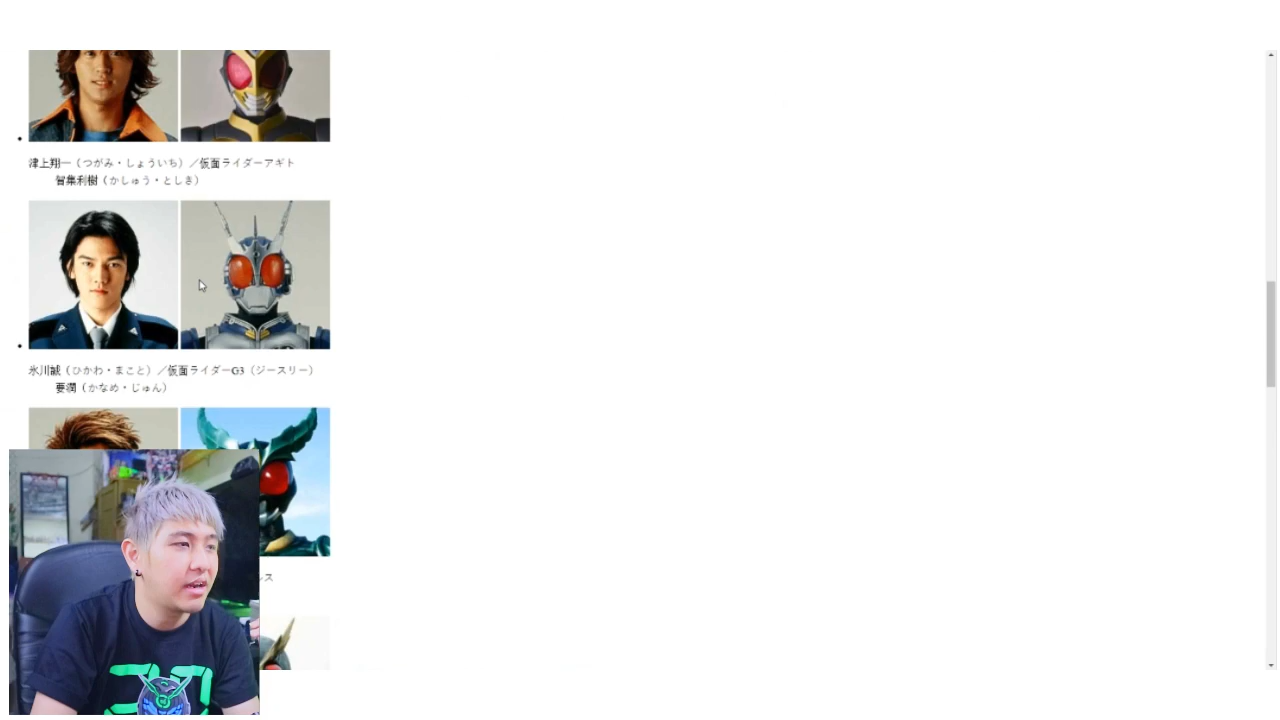 津上翔一（つがみ・しょういち）／仮面ライダーアギト
賀集利樹（かしゅう・としき）
氷川誠（ひかわ・まこと）／仮面ライダーG3（ジースリー）
要潤（かなめ・じゅん）
ルス